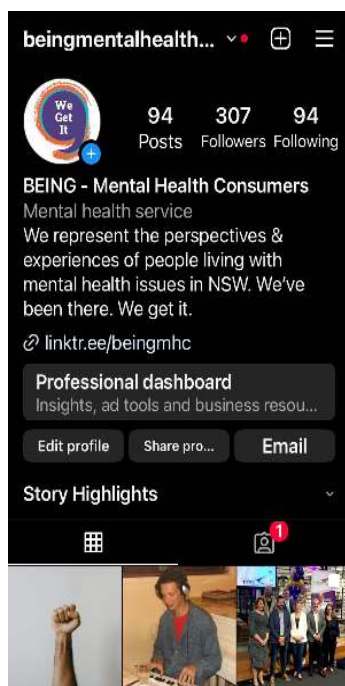 beingmentalhealth...
We
Get
It
94 307 94
Posts Followers Following
BEING - Mental Health Consumers
Mental health service
We represent the perspectives &
experiences of people living with
mental health issues in NSW. We've
been there. We get it.
linktr.ee/beingmhc
Professional dashboard
Insights, ad tools and business resou...
Edit profile Share pro... Email
Story Highlights
1